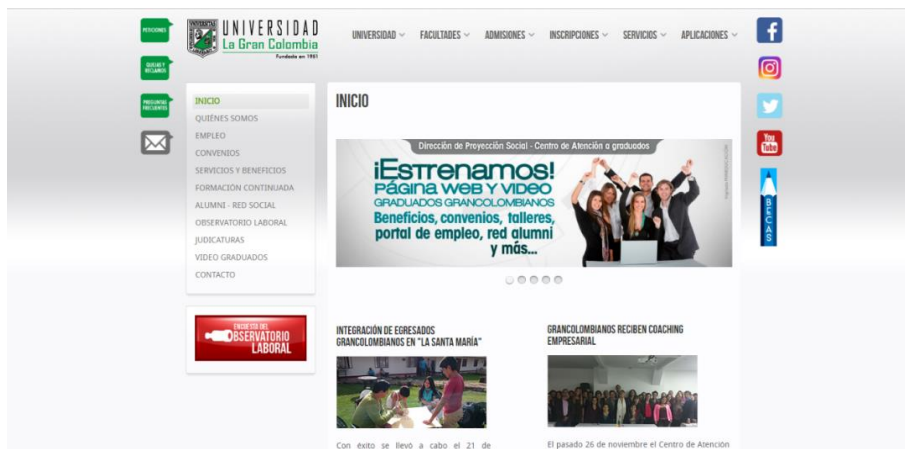 PETICIONES
QUEJAS Y
RECLAMOS
PREGUNTAS
FRECUENTES
UNIVERSIDAD
La Gran Colombia
Fundada en 1951
UNIVERSIDAD
FACULTADES
ADMISIONES
INSCRIPCIONES
SERVICIOS
APLICACIONES
You
Tube
BECAS
INICIO
QUIÉNES SOMOS
EMPLEO
CONVENIOS
SERVICIOS Y BENEFICIOS
FORMACIÓN CONTINUADA
ALUMNI - RED SOCIAL
OBSERVATORIO LABORAL
JUDICATURAS
VIDEO GRADUADOS
CONTACTO
ENCUESTA DEL
OBSERVATORIO
LABORAL
INICIO
Dirección de Proyección Social - Centro de Atención a graduados
¡Estrenamos!
PÁGINA WEB Y VIDEO
GRADUADOS GRANCOLOMBIANOS
Beneficios, convenios, talleres,
portal de empleo, red alumni
y más...
INTEGRACIÓN DE EGRESADOS
GRANCOLOMBIANOS EN "LA SANTA MARÍA"
Con éxito se llevó a cabo el 21 de
GRANCOLOMBIANOS RECIBEN COACHING
EMPRESARIAL
El pasado 26 de noviembre el Centro de Atención